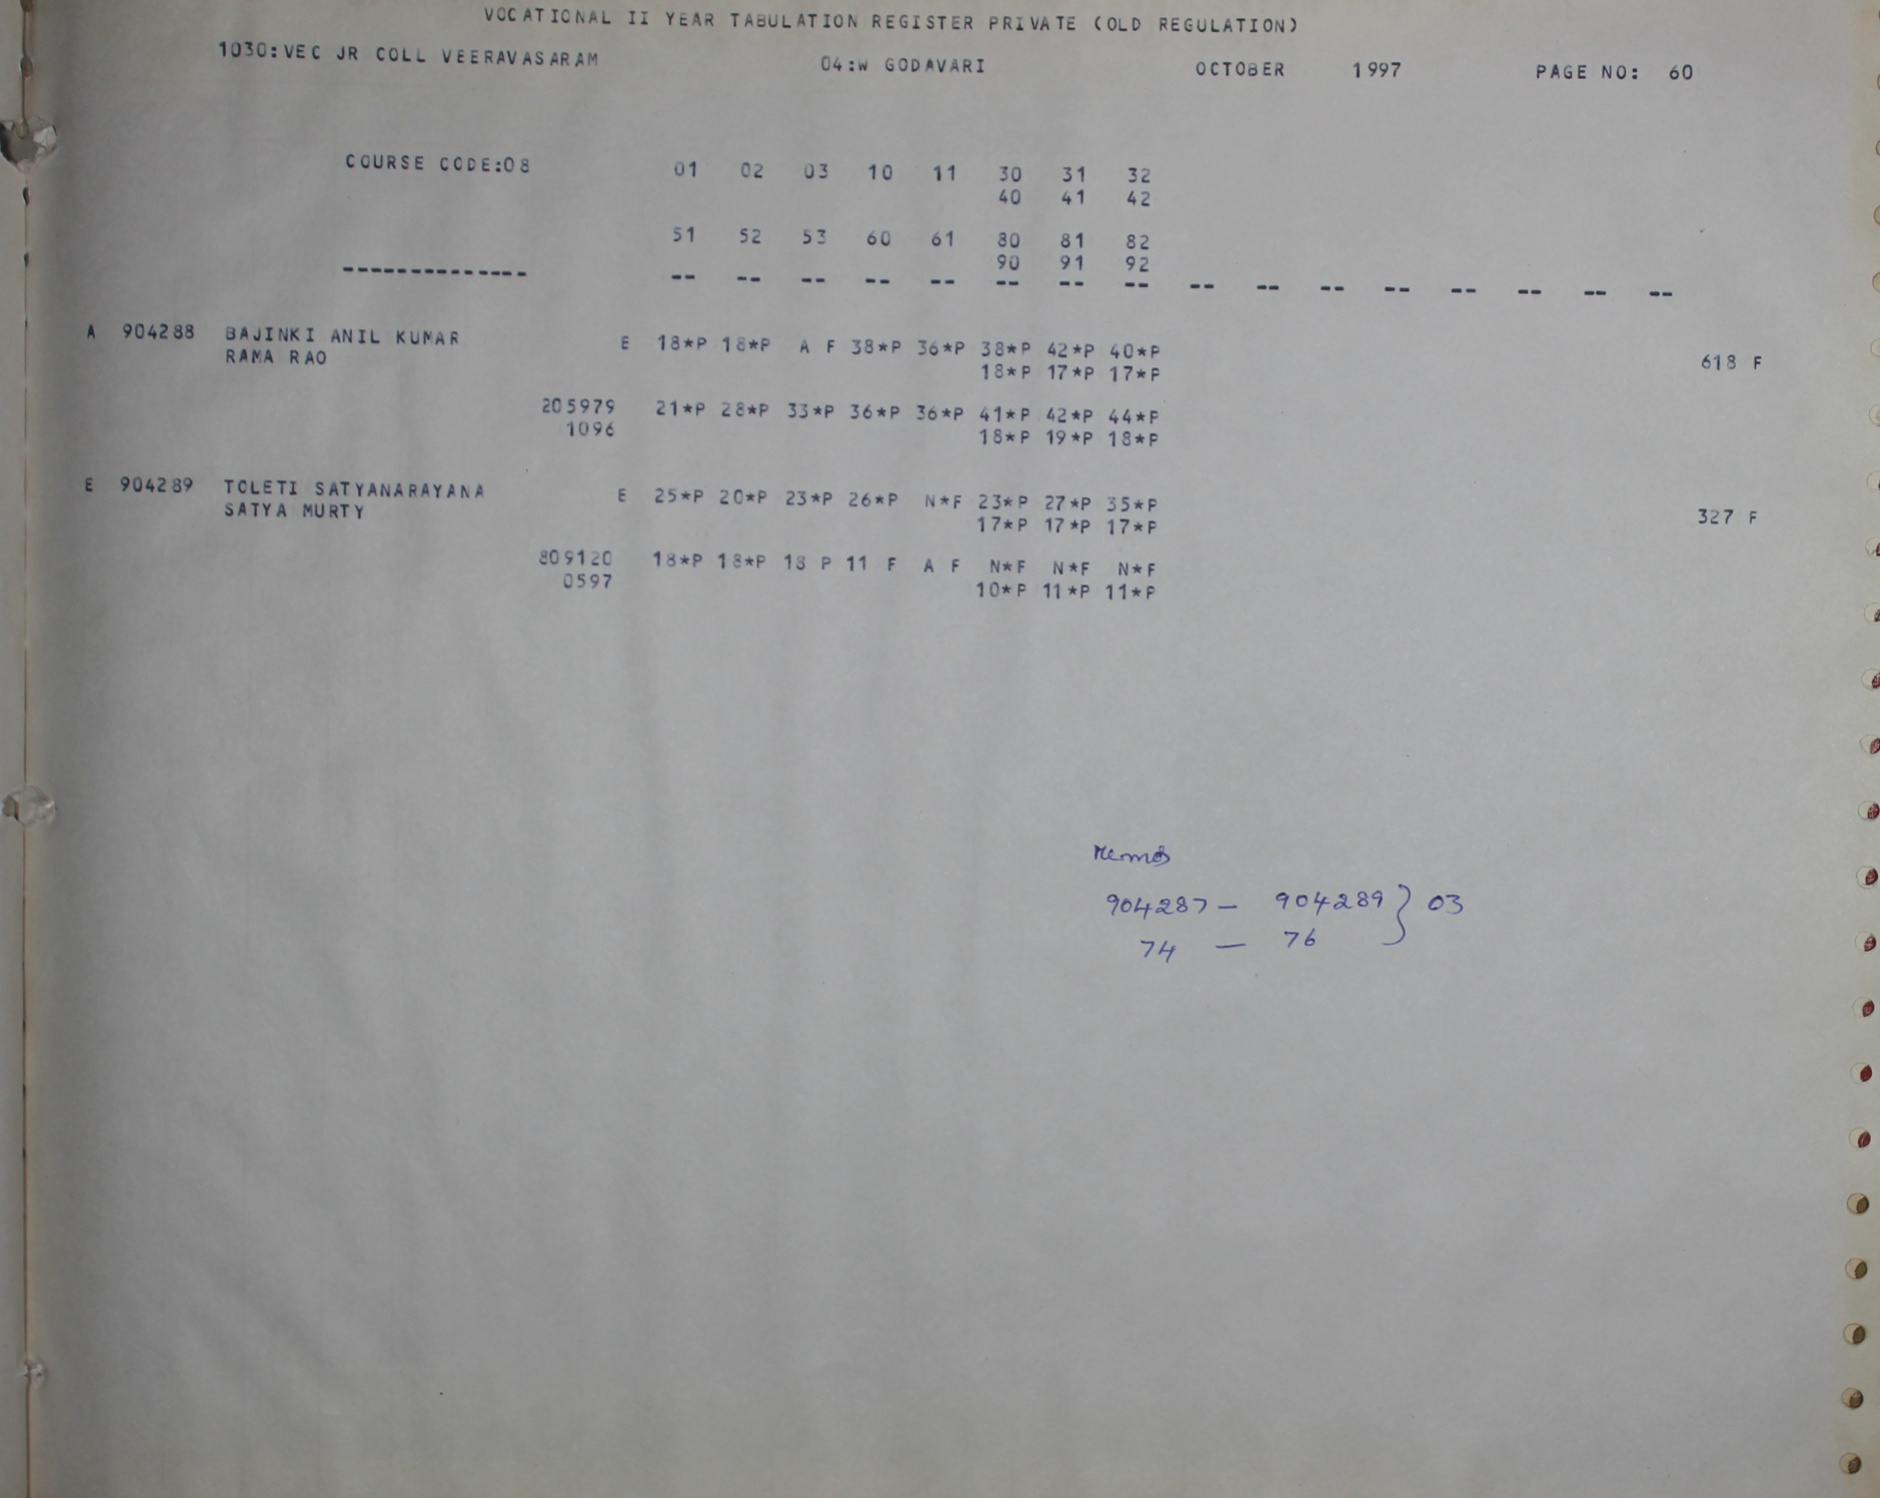 VOCATIONAL II YEAR TABULATION REGISTER PRIVATE (OLD REGULATION)
1030:VEC JR COLL VEERAVASARAM 04:W GODAVARI OCTOBER 1997 PAGE NO: 60
COURSE CODE:08 01 02 03 10 11 30 31 32
40 41 42
51 52 53 60 61 80 81 82
90 91 92
-------------- -- -- -- -- -- -- -- -- -- -- -- -- -- -- -- --
A 904288 BAJINKI ANIL KUMAR E 18*P 18*P A F 38*P 36*P 38*P 42*P 40*P
RAMA RAO 18*P 17*P 17*P 618 F
205979 21*P 28*P 33*P 36*P 36*P 41*P 42*P 44*P
1096 18*P 19*P 18*P
E 904289 TOLETI SATYANARAYANA E 25*P 20*P 23*P 26*P N*F 23*P 27*P 35*P
SATYA MURTY 17*P 17*P 17*P 327 F
809120 18*P 18*P 18 P 11 F A F N*F N*F N*F
0597 10*P 11*P 11*P
Memos
904287 — 904289 } 03
74 — 76